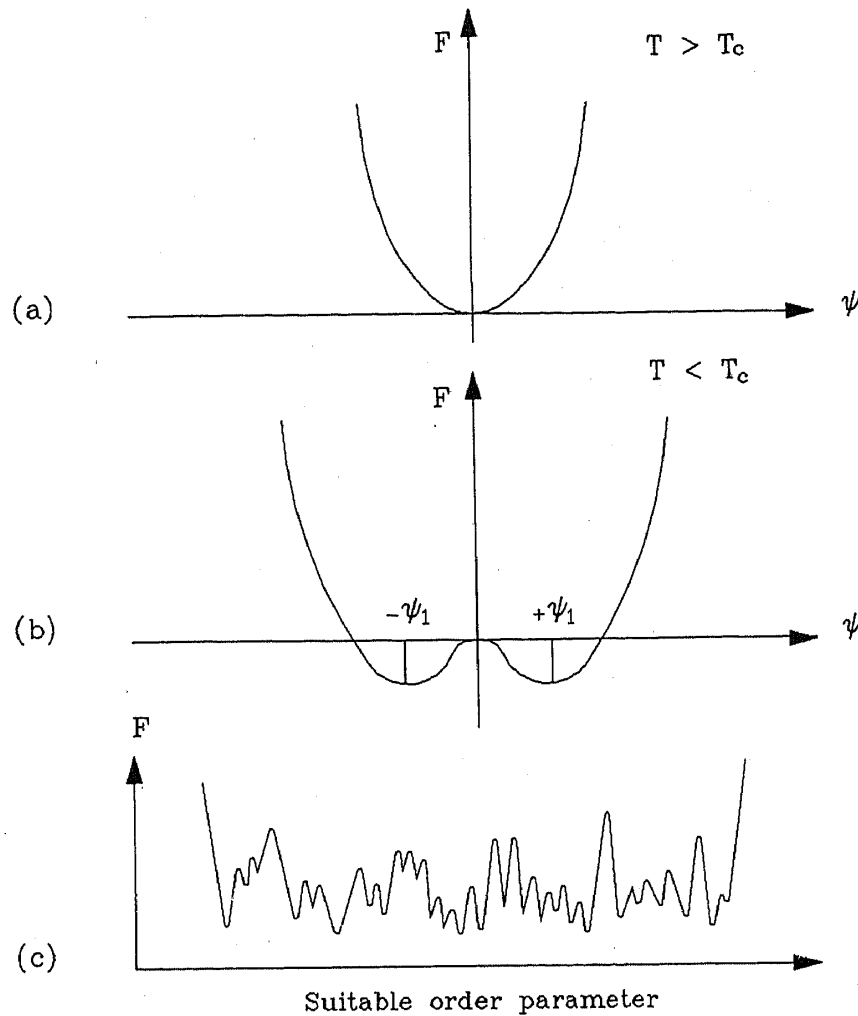 F
T > Tc
(a)
ψ
T < Tc
F
-ψ1
+ψ1
(b)
ψ
F
(c)
Suitable order parameter